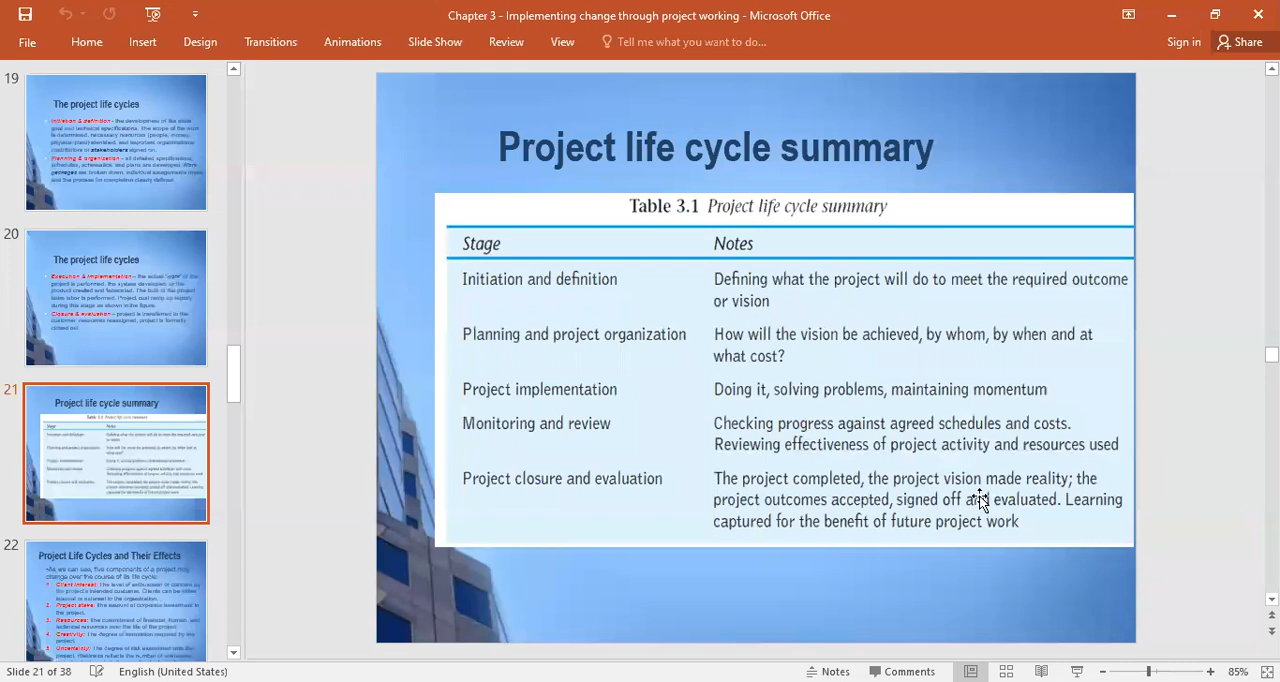 Chapter 3 - Implementing change through project working - Microsoft Office
File Home Insert Design Transitions Animations Slide Show Review View Tell me what you want to do... Sign in Share
19
The project life cycles
20
The project life cycles
21
Project life cycle summary
22
Project Life Cycles and Their Effects
Project life cycle summary
Table 3.1 Project life cycle summary
Stage Notes
Initiation and definition Defining what the project will do to meet the required outcome
or vision
Planning and project organization How will the vision be achieved, by whom, by when and at
what cost?
Project implementation Doing it, solving problems, maintaining momentum
Monitoring and review Checking progress against agreed schedules and costs.
Reviewing effectiveness of project activity and resources used
Project closure and evaluation The project completed, the project vision made reality; the
project outcomes accepted, signed off and evaluated. Learning
captured for the benefit of future project work
Slide 21 of 38 English (United States) Notes Comments 85%